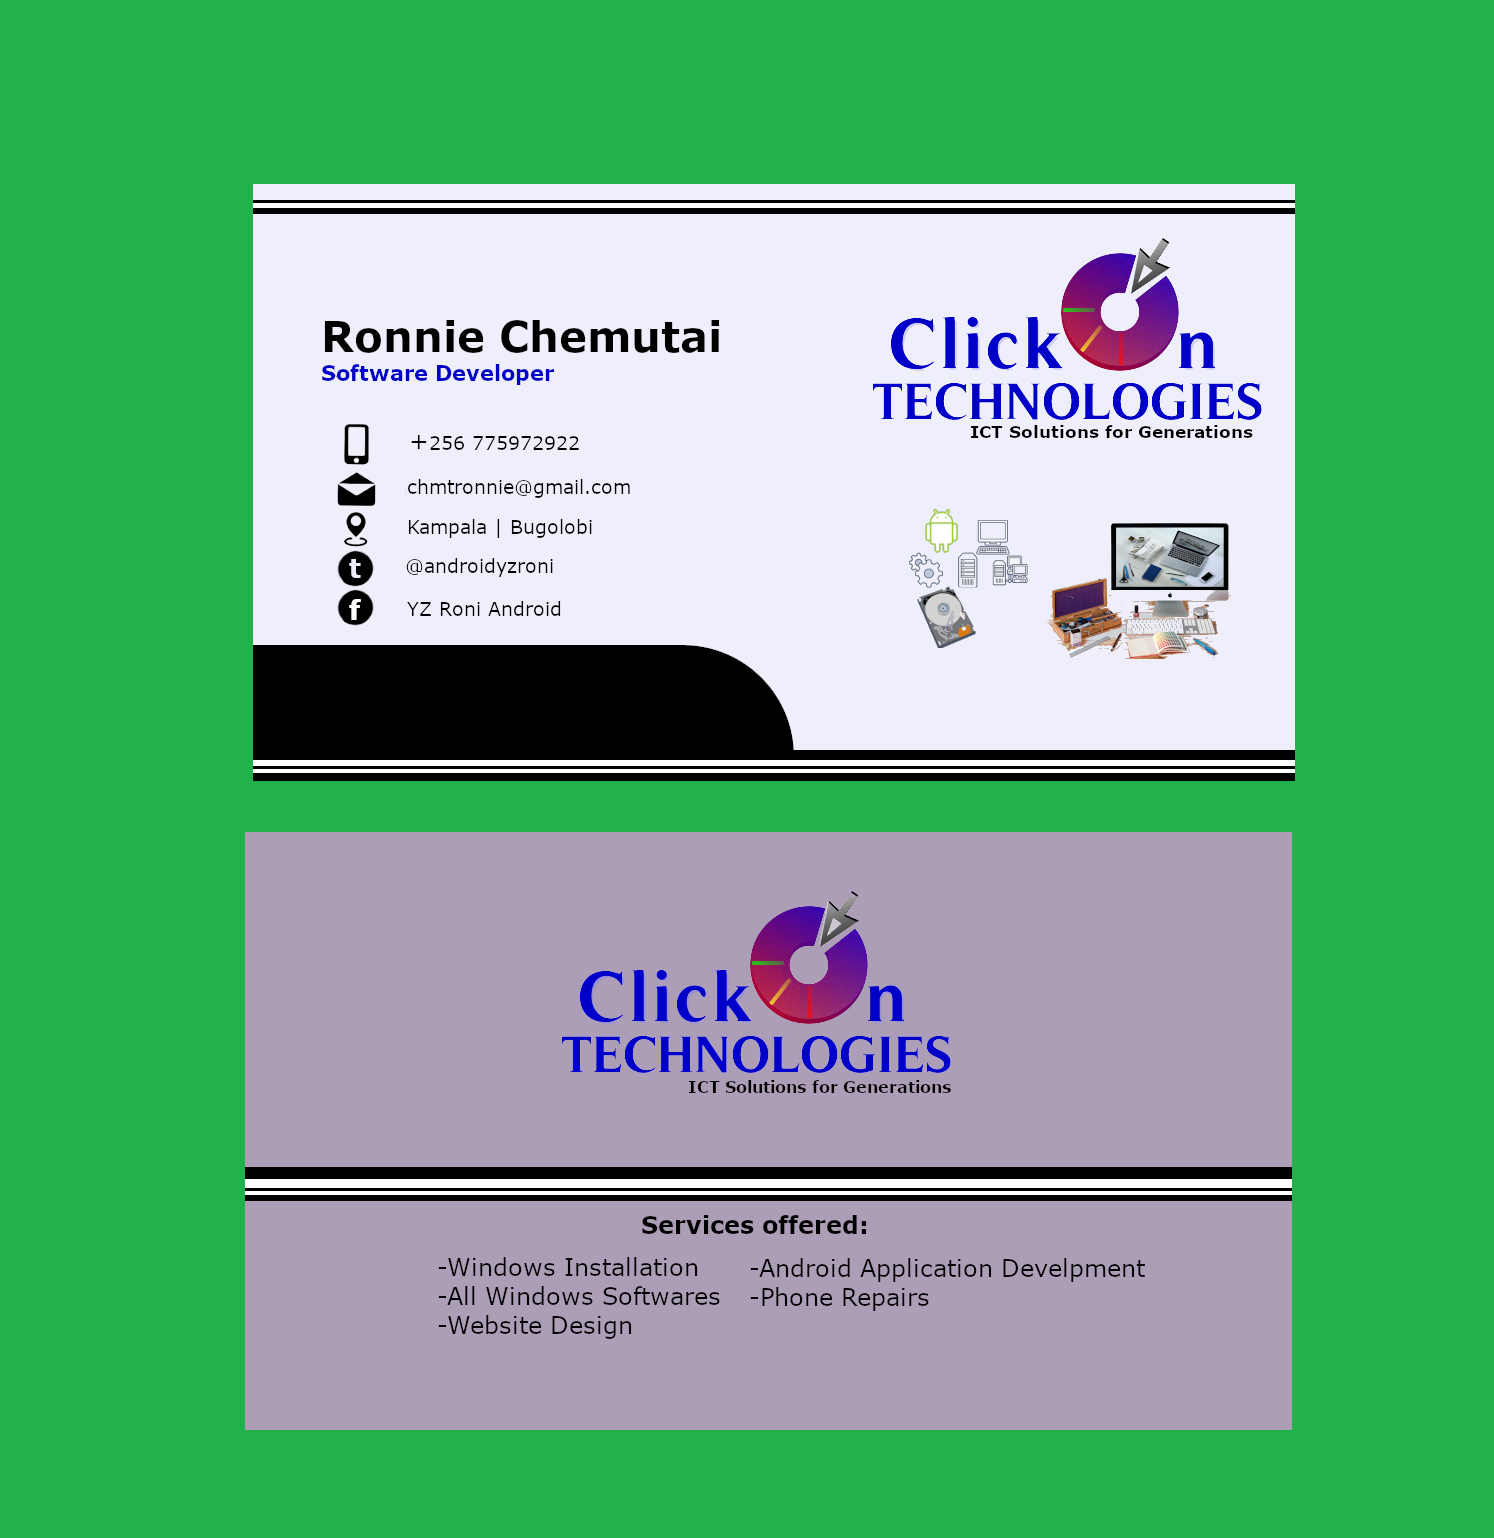 Ronnie Chemutai
Software Developer
+256 775972922
chmtronnie@gmail.com
Kampala | Bugolobi
t @androidyzroni
f YZ Roni Android
Click On
TECHNOLOGIES
ICT Solutions for Generations
Click On
TECHNOLOGIES
ICT Solutions for Generations
Services offered:
-Windows Installation
-All Windows Softwares
-Website Design
-Android Application Develpment
-Phone Repairs